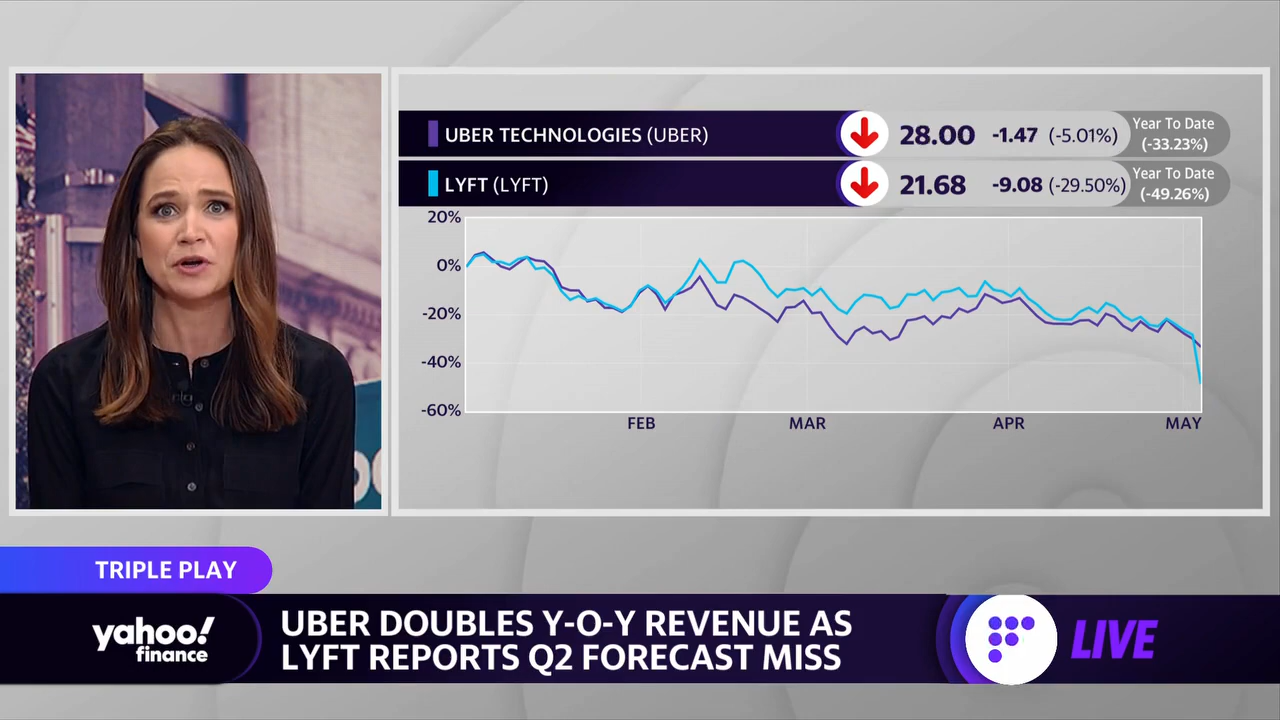 UBER TECHNOLOGIES (UBER)
28.00 -1.47 (-5.01%)
Year To Date
(-33.23%)
LYFT (LYFT)
21.68 -9.08 (-29.50%)
Year To Date
(-49.26%)
20%
0%
-20%
-40%
-60%
FEB MAR APR MAY
TRIPLE PLAY
yahoo!
finance
UBER DOUBLES Y-O-Y REVENUE AS
LYFT REPORTS Q2 FORECAST MISS
LIVE